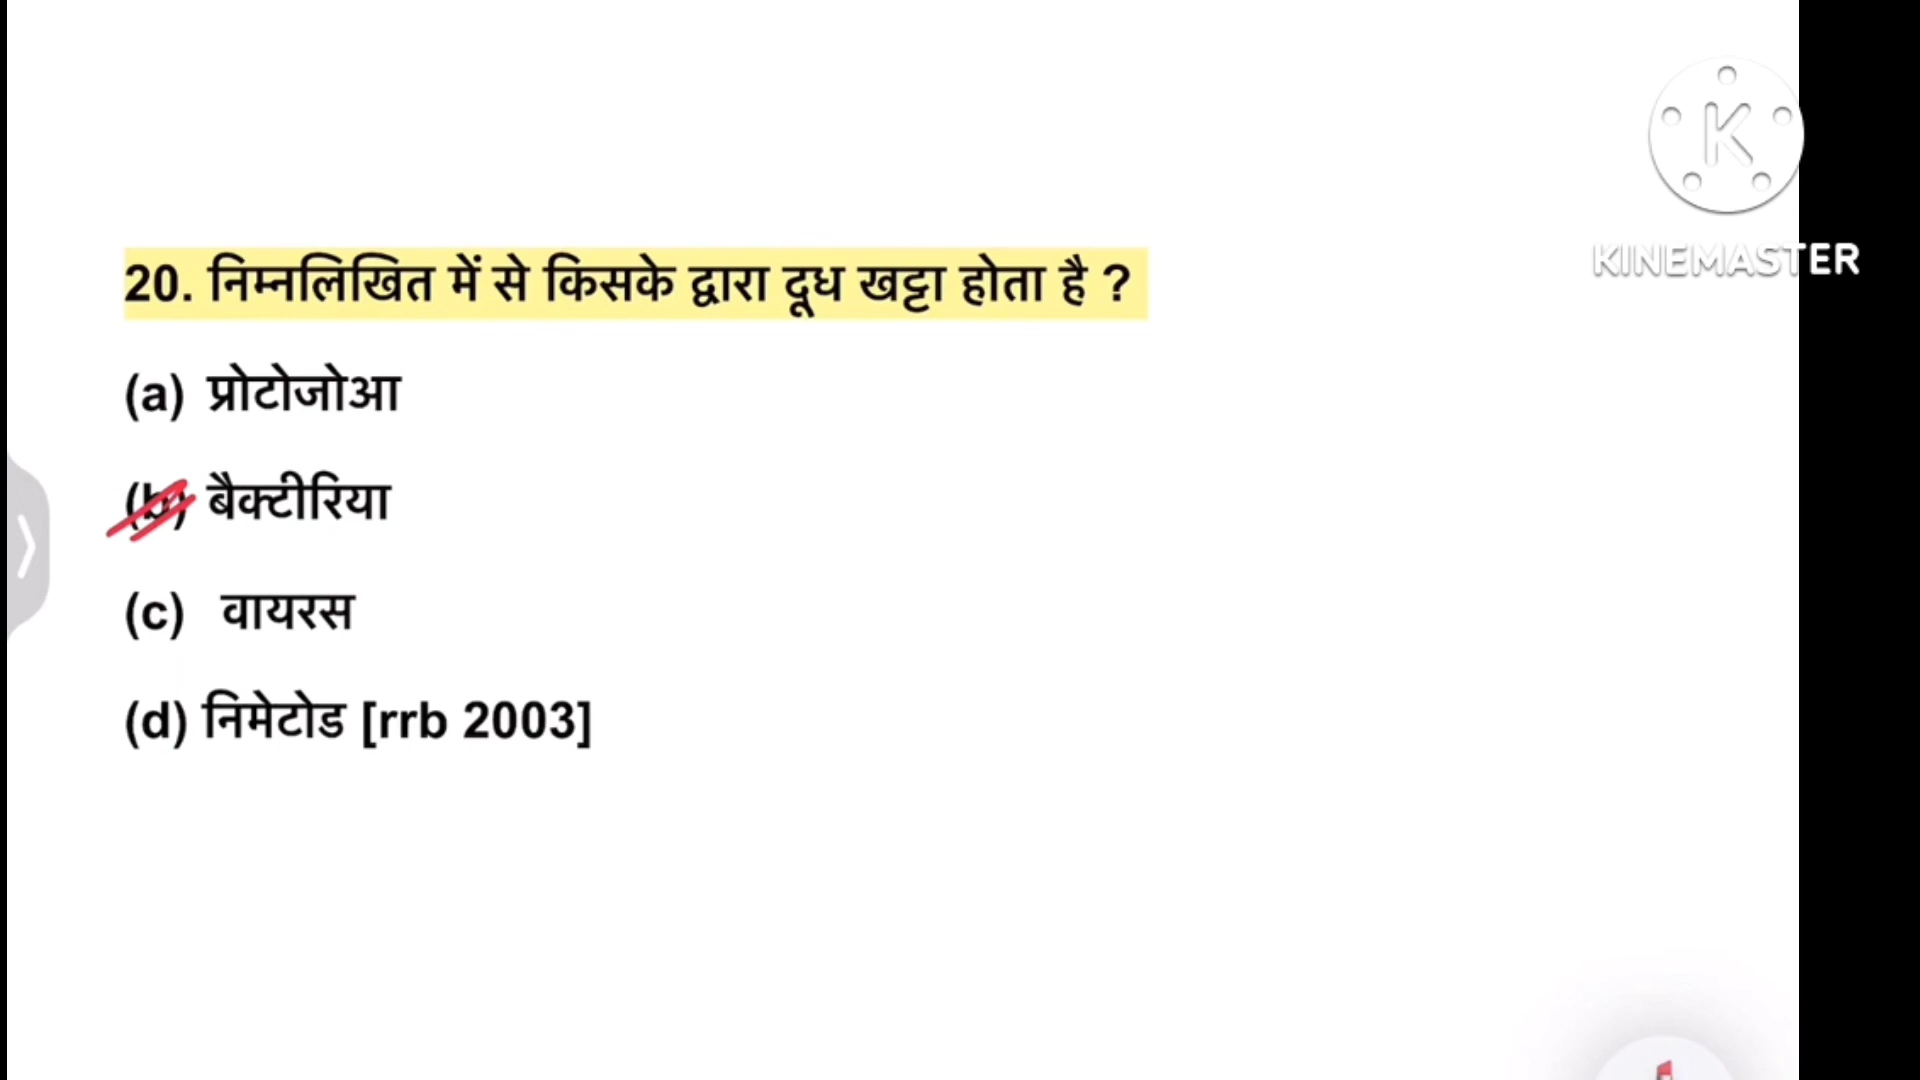 K
KINEMASTER
20. निम्नलिखित में से किसके द्वारा दूध खट्टा होता है ?
(a) प्रोटोजोआ
(b) बैक्टीरिया
(c) वायरस
(d) निमेटोड [rrb 2003]